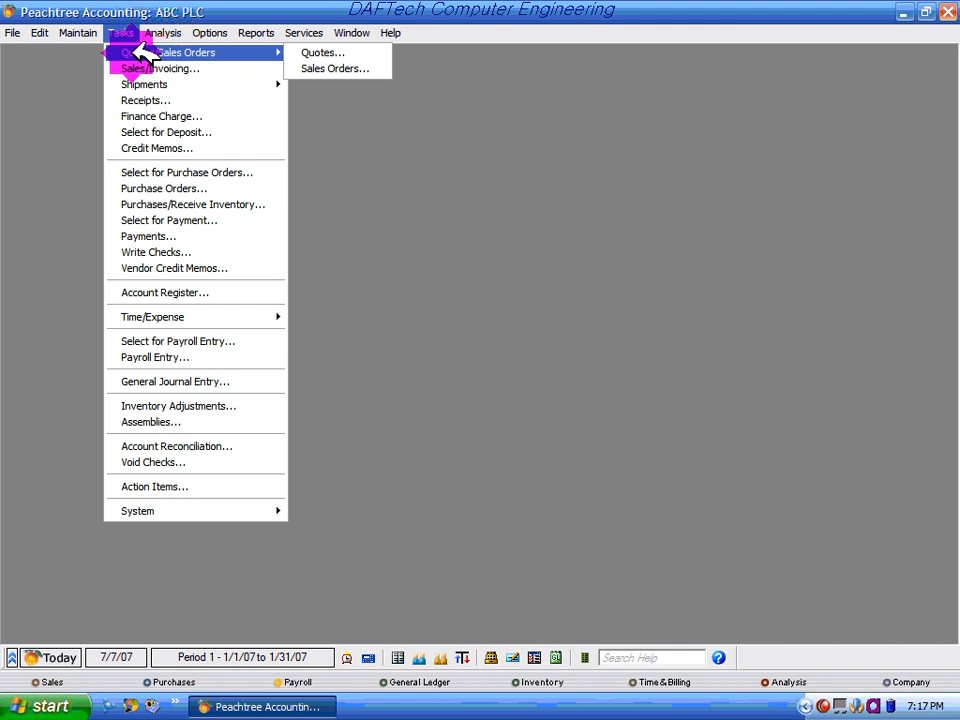 Peachtree Accounting: ABC PLC
DAFTech Computer Engineering
File Edit Maintain Tasks Analysis Options Reports Services Window Help
Sales Orders
Quotes...
Sales/Invoicing...
Sales Orders...
Shipments
Receipts...
Finance Charge...
Select for Deposit...
Credit Memos...
Select for Purchase Orders...
Purchase Orders...
Purchases/Receive Inventory...
Select for Payment...
Payments...
Write Checks...
Vendor Credit Memos...
Account Register...
Time/Expense
Select for Payroll Entry...
Payroll Entry...
General Journal Entry...
Inventory Adjustments...
Assemblies...
Account Reconciliation...
Void Checks...
Action Items...
System
Today 7/7/07 Period 1 - 1/1/07 to 1/31/07 Search Help
Sales Purchases Payroll General Ledger Inventory Time & Billing Analysis Company
start Peachtree Accountin... 7:17 PM